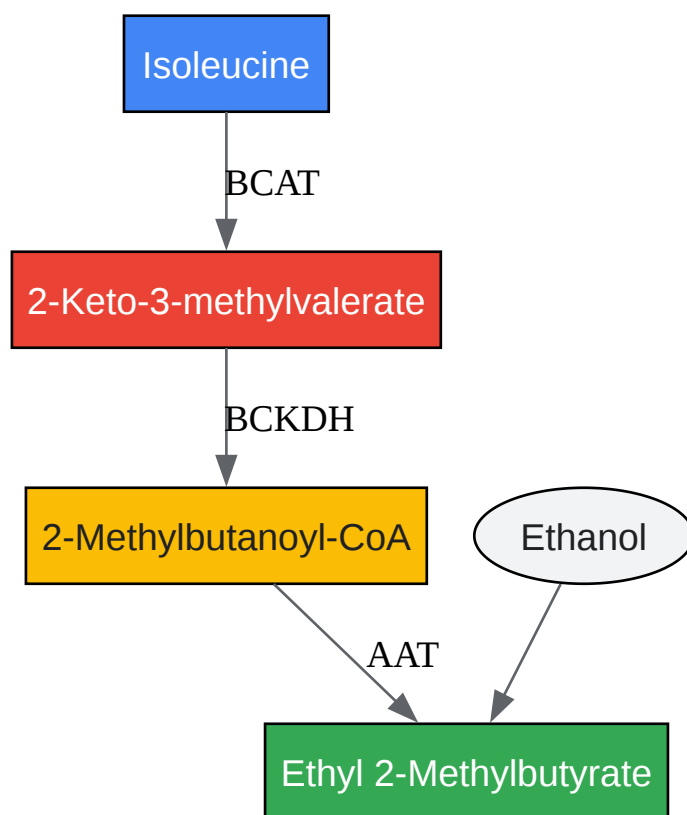 Isoleucine
BCAT
2-Keto-3-methylvalerate
BCKDH
2-Methylbutanoyl-CoA
Ethanol
AAT
Ethyl 2-Methylbutyrate